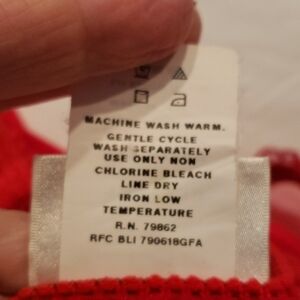 MACHINE WASH WARM.
GENTLE CYCLE
WASH SEPARATELY
USE ONLY NON
CHLORINE BLEACH
LINE DRY
IRON LOW
TEMPERATURE
R.N. 79862
RFC BLI 790618GFA